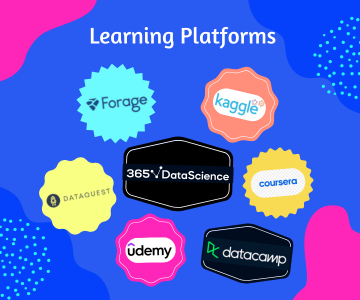 Learning Platforms
Forage
kaggle
365 DataScience
DATAQUEST
coursera
udemy
datacamp